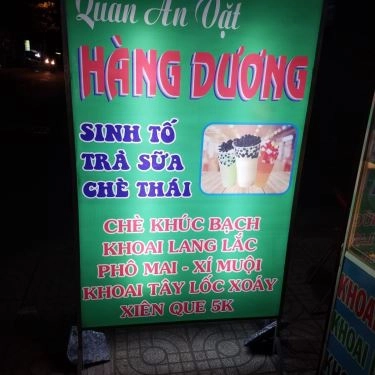 Quán Ăn Vặt
HÀNG DƯƠNG
SINH TỐ
TRÀ SỮA
CHÈ THÁI
CHÈ KHÚC BẠCH
KHOAI LANG LẮC
PHÔ MAI - XÍ MUỘI
KHOAI TÂY LỐC XOÁY
XIÊN QUE 5K
KHOA
KHOAI
KHOAI